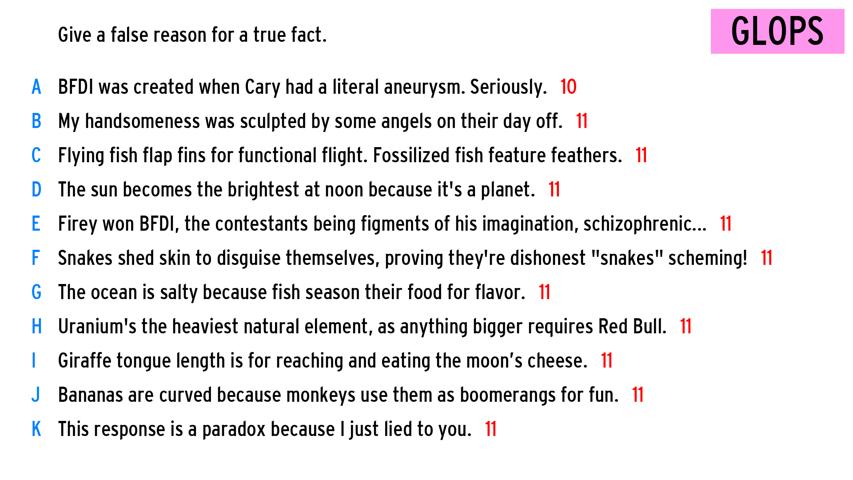 Give a false reason for a true fact.
GLOPS
A BFDI was created when Cary had a literal aneurysm. Seriously. 10
B My handsomeness was sculpted by some angels on their day off. 11
C Flying fish flap fins for functional flight. Fossilized fish feature feathers. 11
D The sun becomes the brightest at noon because it's a planet. 11
E Firey won BFDI, the contestants being figments of his imagination, schizophrenic... 11
F Snakes shed skin to disguise themselves, proving they're dishonest "snakes" scheming! 11
G The ocean is salty because fish season their food for flavor. 11
H Uranium's the heaviest natural element, as anything bigger requires Red Bull. 11
I Giraffe tongue length is for reaching and eating the moon’s cheese. 11
J Bananas are curved because monkeys use them as boomerangs for fun. 11
K This response is a paradox because I just lied to you. 11